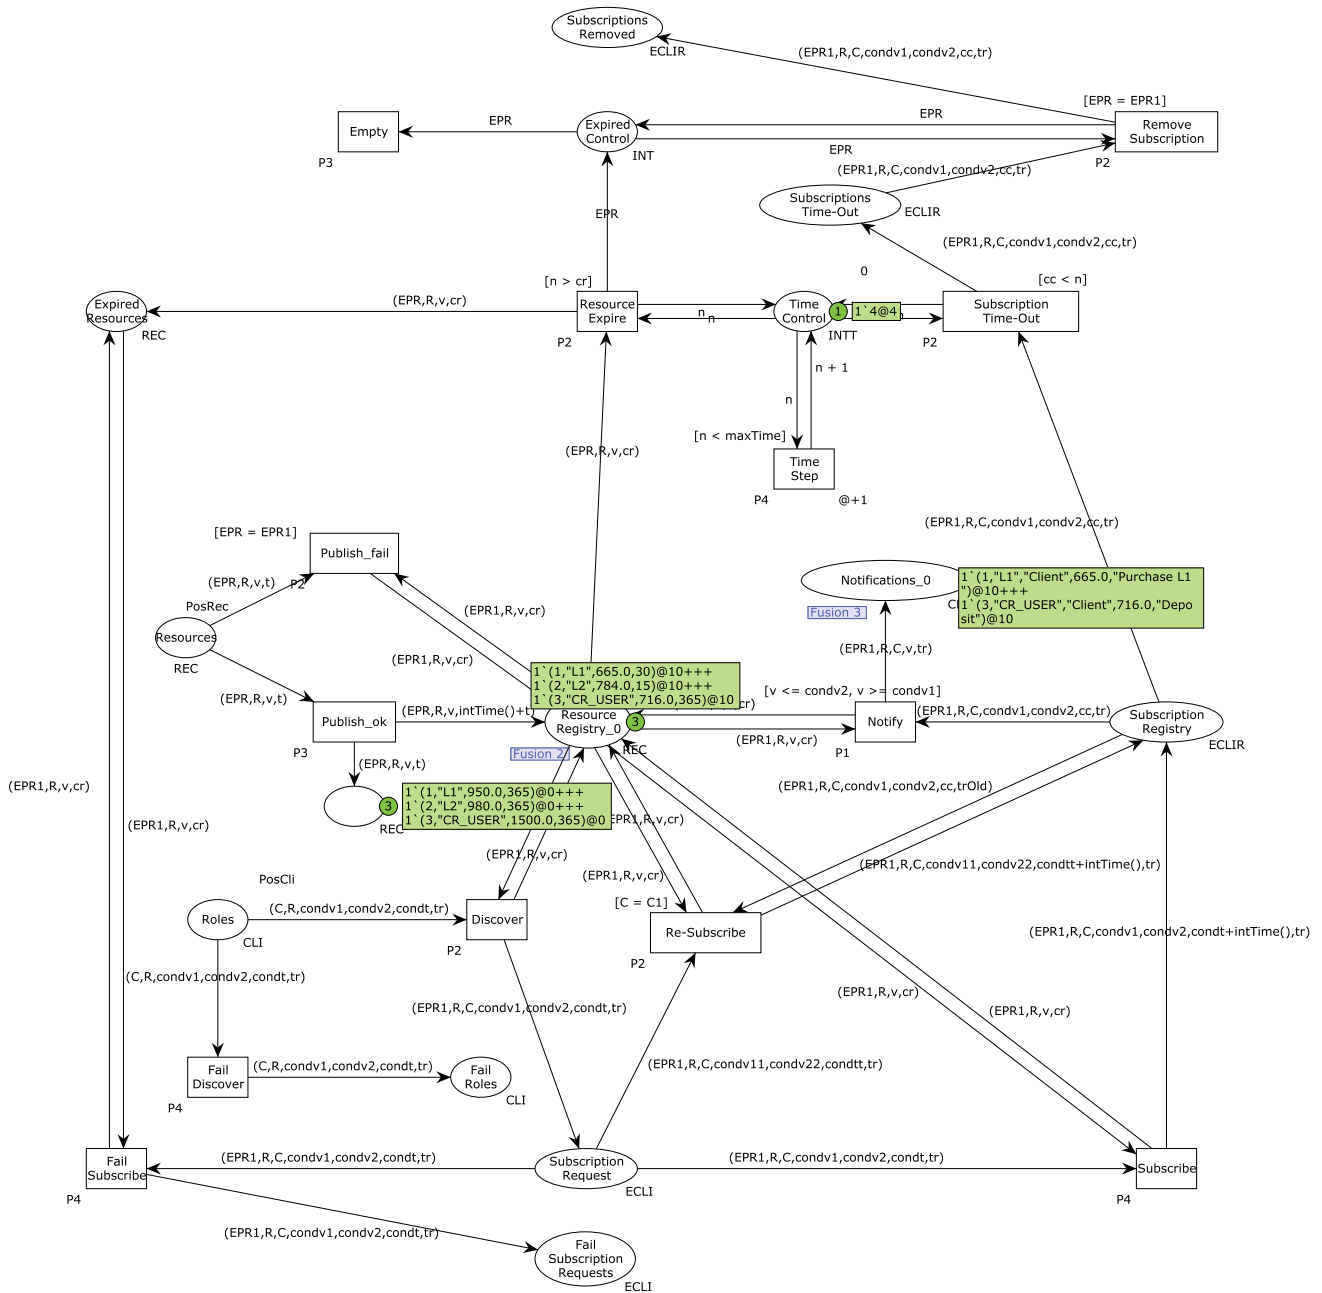 Subscriptions
Removed
ECLIR
(EPR1,R,C,condv1,condv2,cc,tr)
[EPR = EPR1]
Empty
P3
EPR
Expired
Control
INT
EPR
EPR
Remove
Subscription
P2
(EPR1,R,C,condv1,condv2,cc,tr)
Subscriptions
Time-Out
ECLIR
EPR
(EPR1,R,C,condv1,condv2,cc,tr)
0
[n > cr]
[cc < n]
Expired
Resources
REC
(EPR,R,v,cr)
Resource
Expire
P2
n
n
Time
Control
1
1`4@4
n
INTT
Subscription
Time-Out
P2
n + 1
n
[n < maxTime]
Time
Step
P4
@+1
(EPR,R,v,cr)
(EPR1,R,C,condv1,condv2,cc,tr)
[EPR = EPR1]
Publish_fail
P2
(EPR,R,v,t)
PosRec
Resources
REC
(EPR1,R,v,cr)
(EPR1,R,v,cr)
Notifications_0
Fusion 3
1`(1,"L1","Client",665.0,"Purchase L1
")@10+++
1`(3,"CR_USER","Client",716.0,"Depo
sit")@10
(EPR1,R,C,v,tr)
1`(1,"L1",665.0,30)@10+++
1`(2,"L2",784.0,15)@10+++
1`(3,"CR_USER",716.0,365)@10
[v <= condv2, v >= condv1]
(EPR,R,v,t)
Publish_ok
P3
(EPR,R,v,intTime()+t)
Resource
Registry_0
3
REC
Fusion 2
(EPR1,R,v,cr)
Notify
P1
(EPR1,R,C,condv1,condv2,cc,tr)
Subscription
Registry
ECLIR
(EPR,R,v,t)
3
REC
1`(1,"L1",950.0,365)@0+++
1`(2,"L2",980.0,365)@0+++
1`(3,"CR_USER",1500.0,365)@0
(EPR1,R,v,cr)
(EPR1,R,v,cr)
(EPR1,R,C,condv1,condv2,cc,trOld)
(EPR1,R,v,cr)
(EPR1,R,v,cr)
(EPR1,R,v,cr)
(EPR1,R,C,condv11,condv22,condtt+intTime(),tr)
PosCli
Roles
CLI
(C,R,condv1,condv2,condt,tr)
Discover
P2
[C = C1]
Re-Subscribe
P2
(EPR1,R,C,condv1,condv2,condt+intTime(),tr)
(C,R,condv1,condv2,condt,tr)
(EPR1,R,C,condv1,condv2,condt,tr)
(EPR1,R,v,cr)
(EPR1,R,v,cr)
Fail
Discover
P4
(C,R,condv1,condv2,condt,tr)
Fail
Roles
CLI
(EPR1,R,C,condv11,condv22,condtt,tr)
Fail
Subscribe
P4
(EPR1,R,C,condv1,condv2,condt,tr)
Subscription
Request
ECLI
(EPR1,R,C,condv1,condv2,condt,tr)
Subscribe
P4
(EPR1,R,C,condv1,condv2,condt,tr)
Fail
Subscription
Requests
ECLI